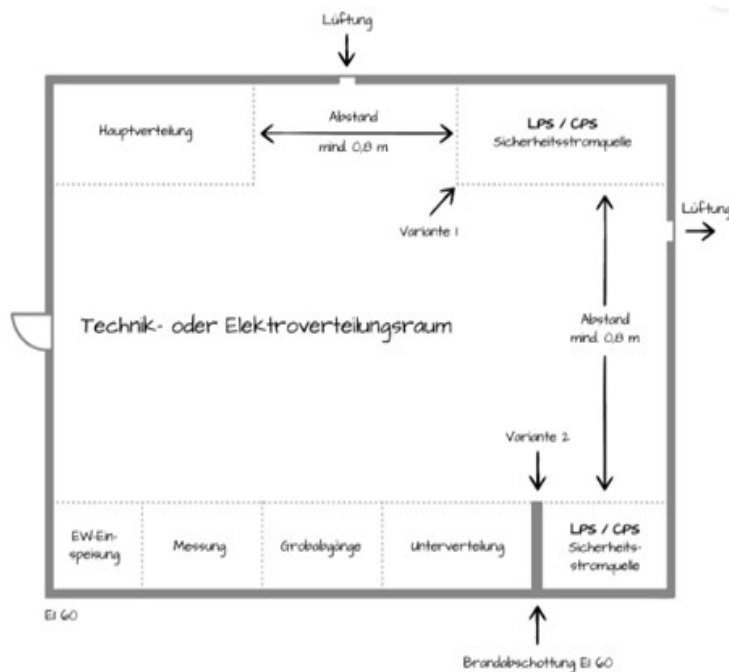 Lüftung
Hauptverteilung
Abstand
mind. 0,8 m
LPS / CPS
Sicherheitsstromquelle
Variante 1
Lüftung
Technik- oder Elektroverteilungsraum
Abstand
mind. 0,8 m
Variante 2
EW-Ein-
speisung
Messung
Grobabgänge
Unterverteilung
LPS / CPS
Sicherheits-
stromquelle
EI 60
Brandabschottung EI 60